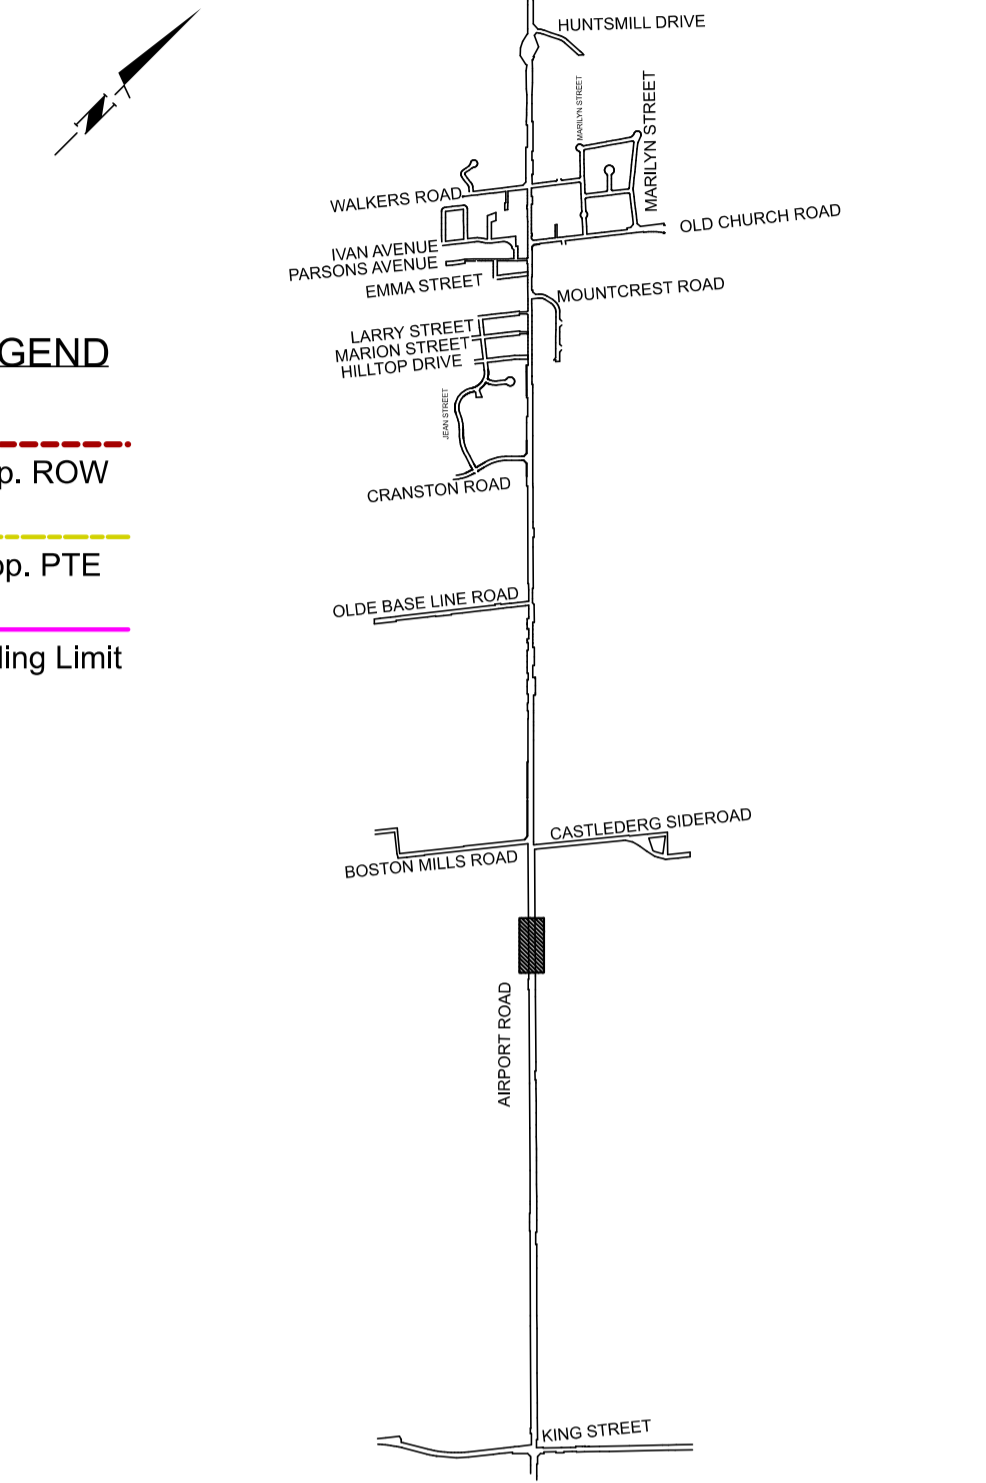 HUNTSMILL DRIVE
MARILYN STREET
MARILYN STREET
WALKERS ROAD
OLD CHURCH ROAD
IVAN AVENUE
PARSONS AVENUE
EMMA STREET
MOUNTCREST ROAD
LARRY STREET
MARION STREET
HILLTOP DRIVE
JEAN STREET
CRANSTON ROAD
OLDE BASE LINE ROAD
CASTLEDERG SIDEROAD
BOSTON MILLS ROAD
AIRPORT ROAD
KING STREET
N
GEND
p. ROW
op. PTE
ling Limit